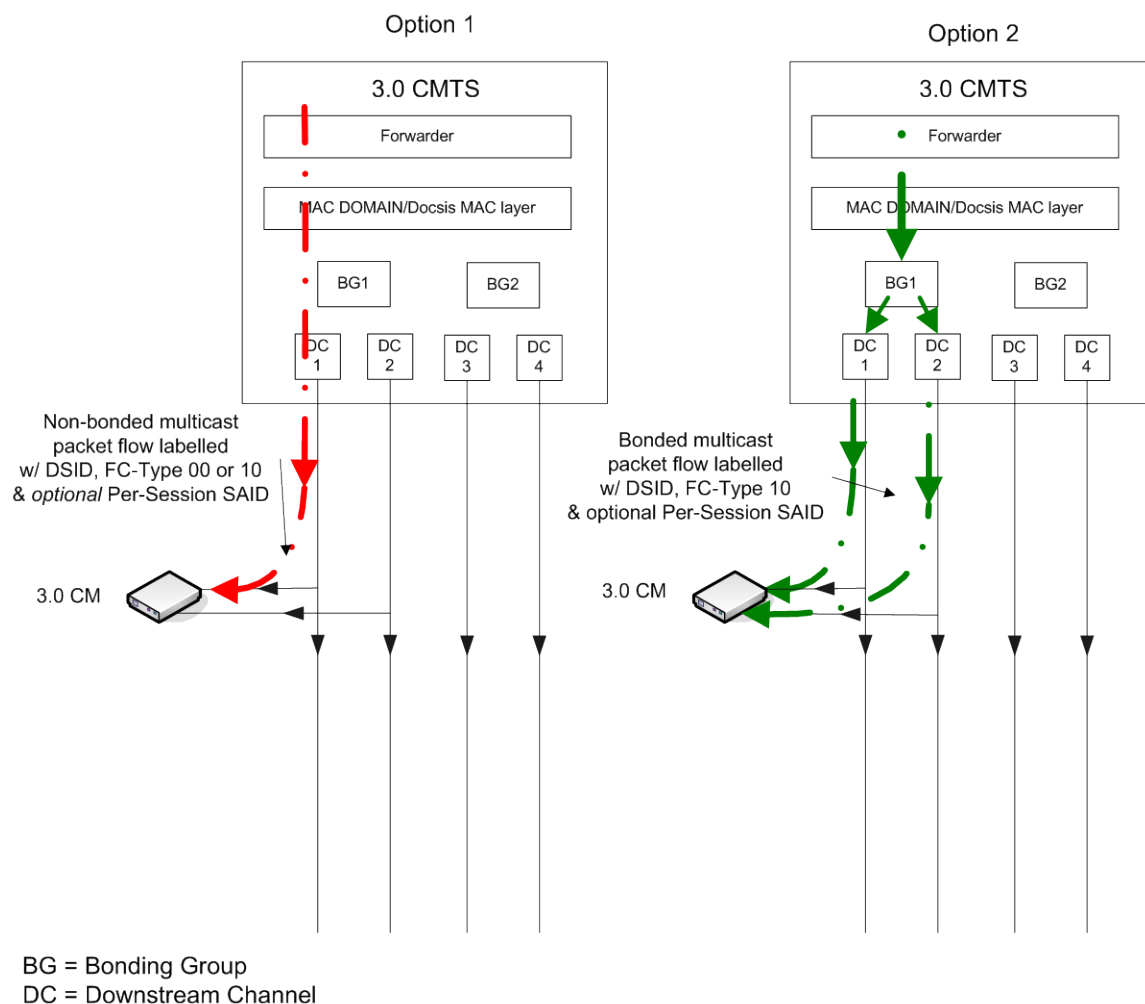 Option 1
3.0 CMTS
Forwarder
MAC DOMAIN/Docsis MAC layer
BG1
BG2
DC
1
DC
2
DC
3
DC
4
Non-bonded multicast
packet flow labelled
w/ DSID, FC-Type 00 or 10
& optional Per-Session SAID
3.0 CM
Option 2
3.0 CMTS
Forwarder
MAC DOMAIN/Docsis MAC layer
BG1
BG2
DC
1
DC
2
DC
3
DC
4
Bonded multicast
packet flow labelled
w/ DSID, FC-Type 10
& optional Per-Session SAID
3.0 CM
BG = Bonding Group
DC = Downstream Channel